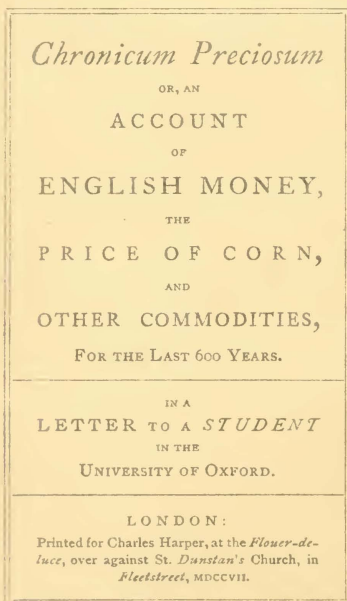 Chronicum Preciosum
OR, AN
ACCOUNT
OF
ENGLISH MONEY,
THE
PRICE OF CORN,
AND
OTHER COMMODITIES,
FOR THE LAST 600 YEARS.
IN A
LETTER TO A STUDENT
IN THE
UNIVERSITY OF OXFORD.
LONDON:
Printed for Charles Harper, at the Flouer-de-
luce, over against St. Dunstan's Church, in
Fleetstreet, MDCCVII.